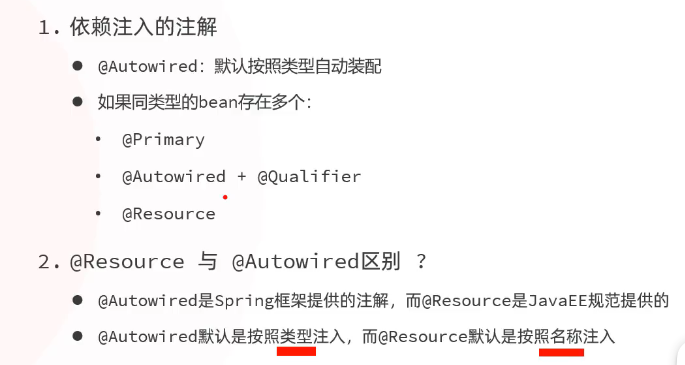 1. 依赖注入的注解
● @Autowired：默认按照类型自动装配
● 如果同类型的bean存在多个：
• @Primary
• @Autowired + @Qualifier
• @Resource
2. @Resource 与 @Autowired区别 ？
● @Autowired是Spring框架提供的注解，而@Resource是JavaEE规范提供的
● @Autowired默认是按照类型注入，而@Resource默认是按照名称注入